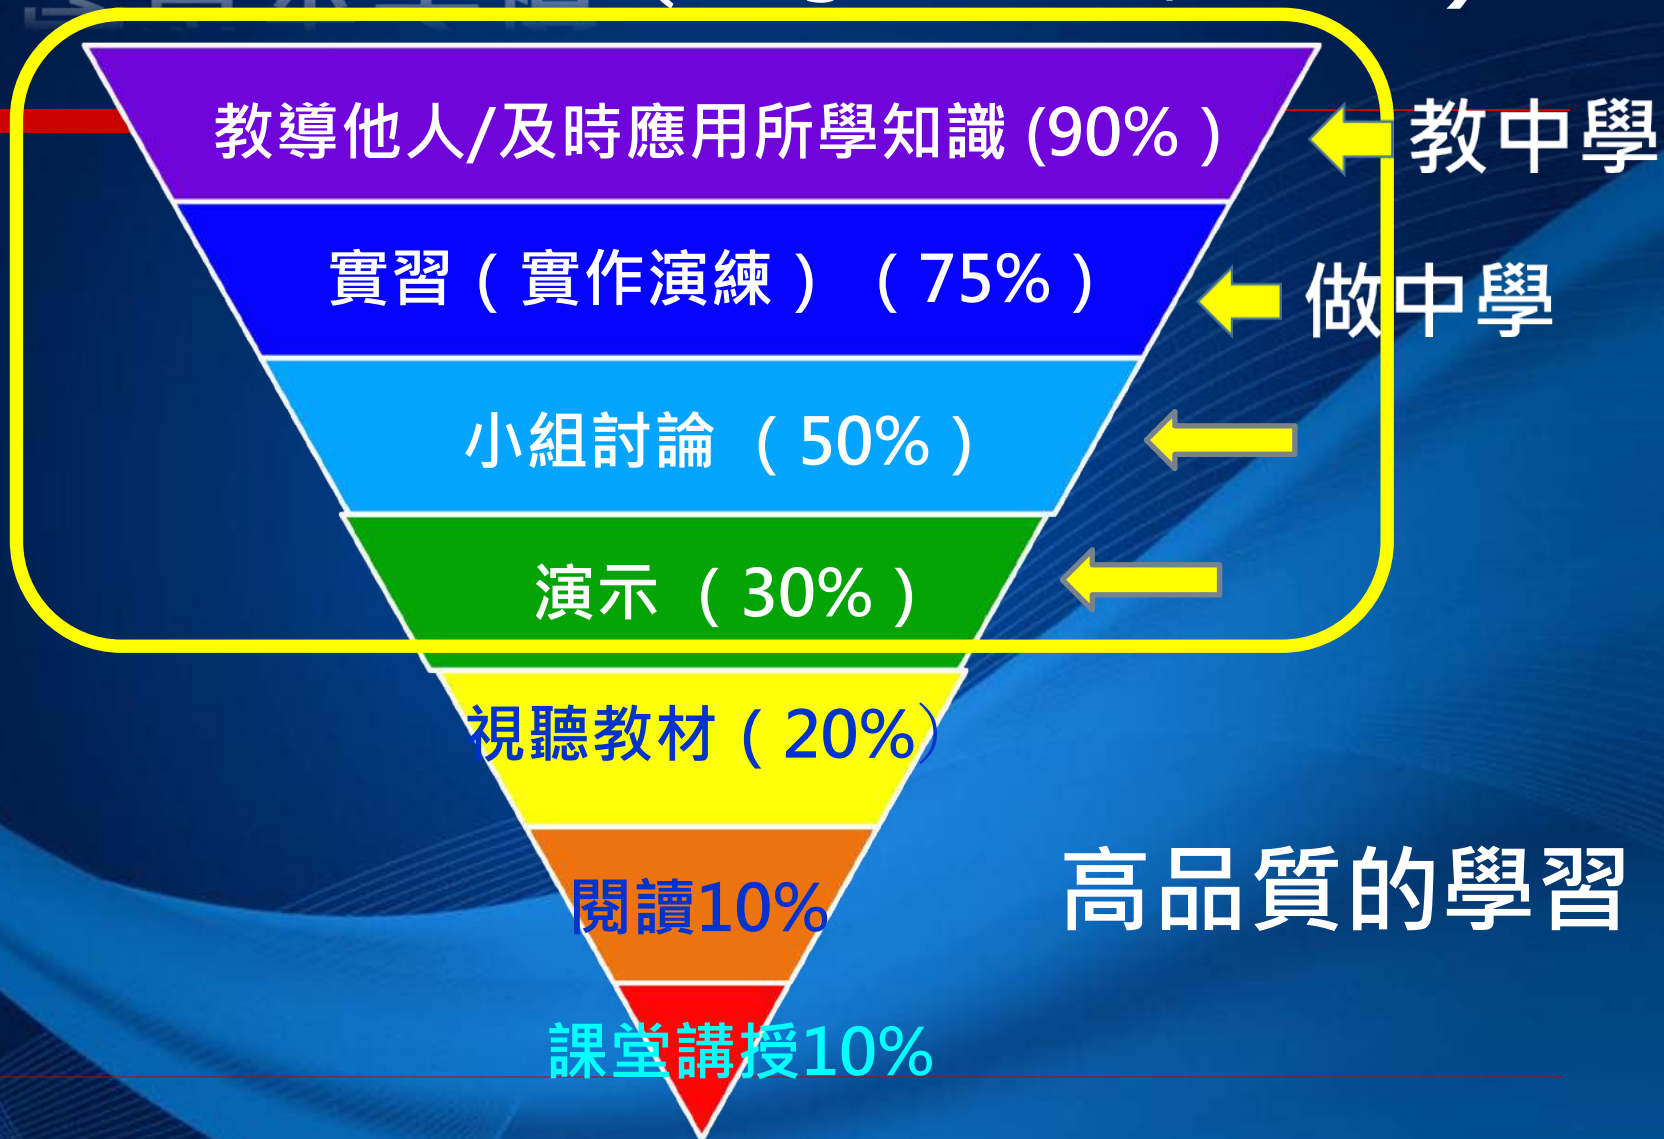 教導他人/及時應用所學知識 (90%)
教中學
實習(實作演練) (75%)
做中學
小組討論 (50%)
演示 (30%)
視聽教材(20%)
閱讀10%
高品質的學習
課堂講授10%